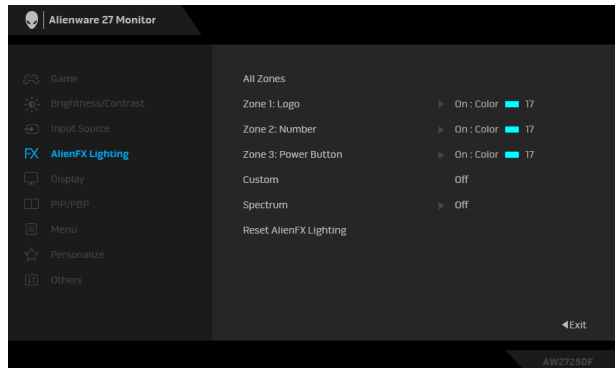 Alienware 27 Monitor
Game
Brightness/Contrast
Input Source
FX AlienFX Lighting
Display
PIP/PBP
Menu
Personalize
Others
All Zones
Zone 1: Logo On : Color 17
Zone 2: Number On : Color 17
Zone 3: Power Button On : Color 17
Custom Off
Spectrum Off
Reset AlienFX Lighting
Exit
AW2725DF